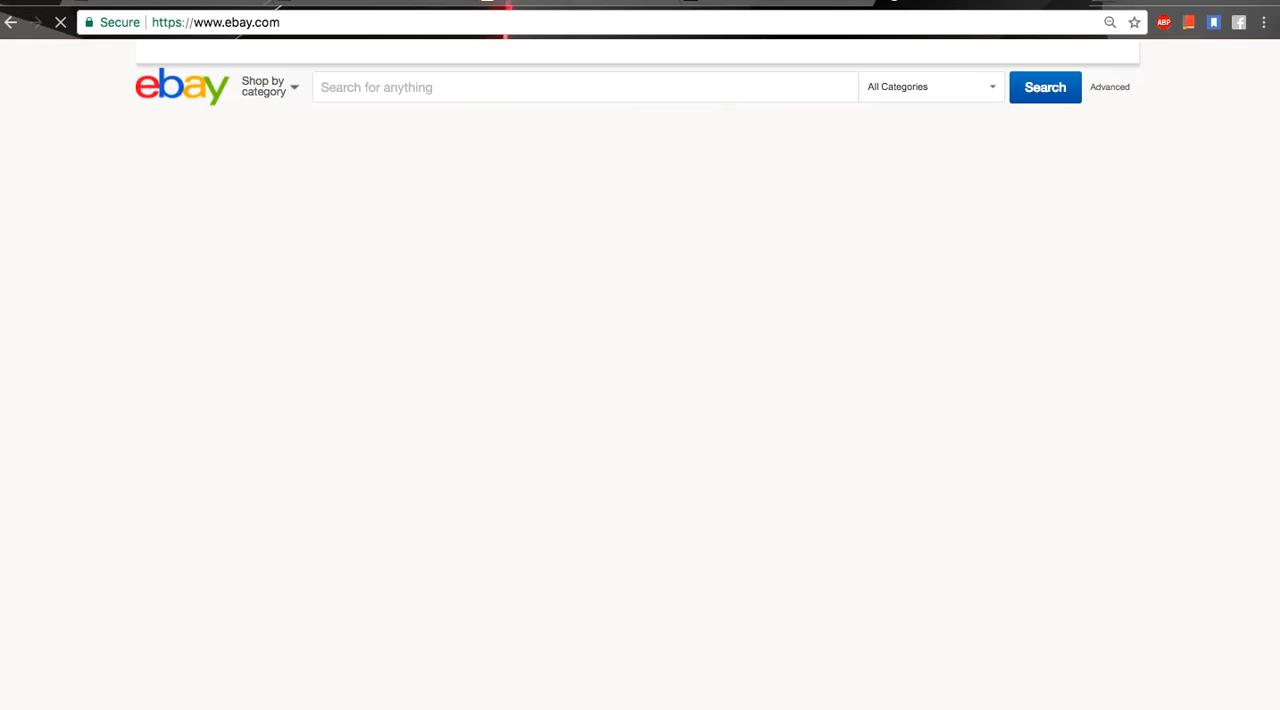 Secure https://www.ebay.com
ABP
ebay
Shop by
category
Search for anything
All Categories
Search
Advanced